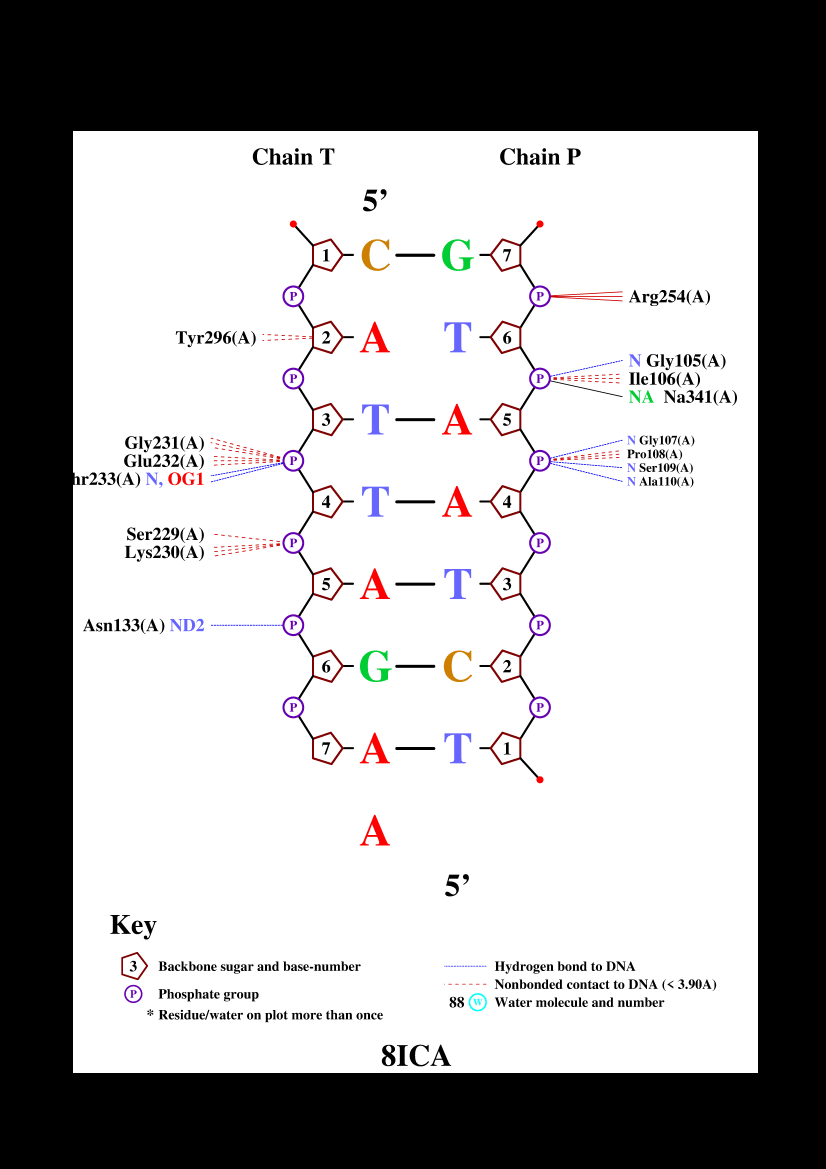 Chain T Chain P
5’
1 C G 7
P P Arg254(A)
Tyr296(A) 2 A T 6
N Gly105(A)
P P Ile106(A)
NA Na341(A)
3 T A 5
Gly231(A) N Gly107(A)
Glu232(A) P P Pro108(A)
hr233(A) N, OG1 N Ser109(A)
N Ala110(A)
4 T A 4
Ser229(A)
P P
Lys230(A)
5 A T 3
Asn133(A) ND2 P P
6 G C 2
P P
7 A T 1
A
5’
Key
3 Backbone sugar and base-number
P Phosphate group
* Residue/water on plot more than once
Hydrogen bond to DNA
Nonbonded contact to DNA (< 3.90A)
88 W Water molecule and number
8ICA